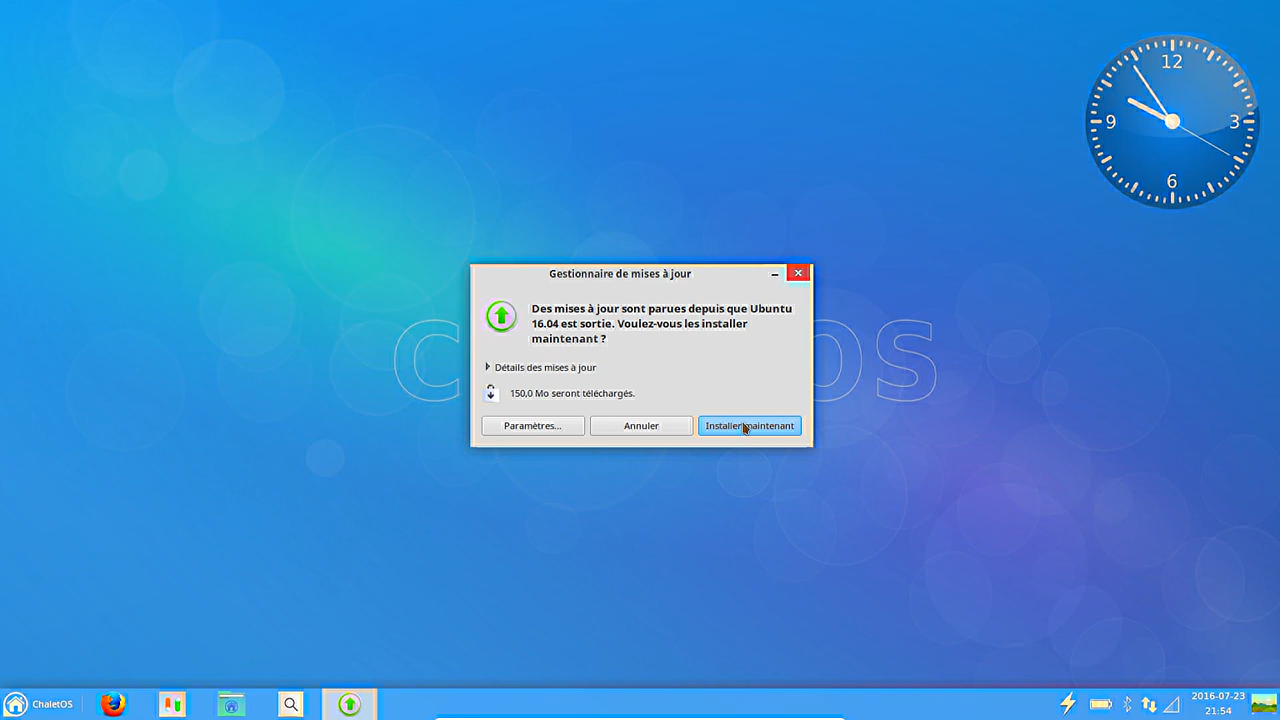 12
9
3
6
Gestionnaire de mises à jour
Des mises à jour sont parues depuis que Ubuntu
16.04 est sortie. Voulez-vous les installer
maintenant ?
Détails des mises à jour
150,0 Mo seront téléchargés.
Paramètres...
Annuler
Installer maintenant
ChaletOS
2016-07-23
21:54